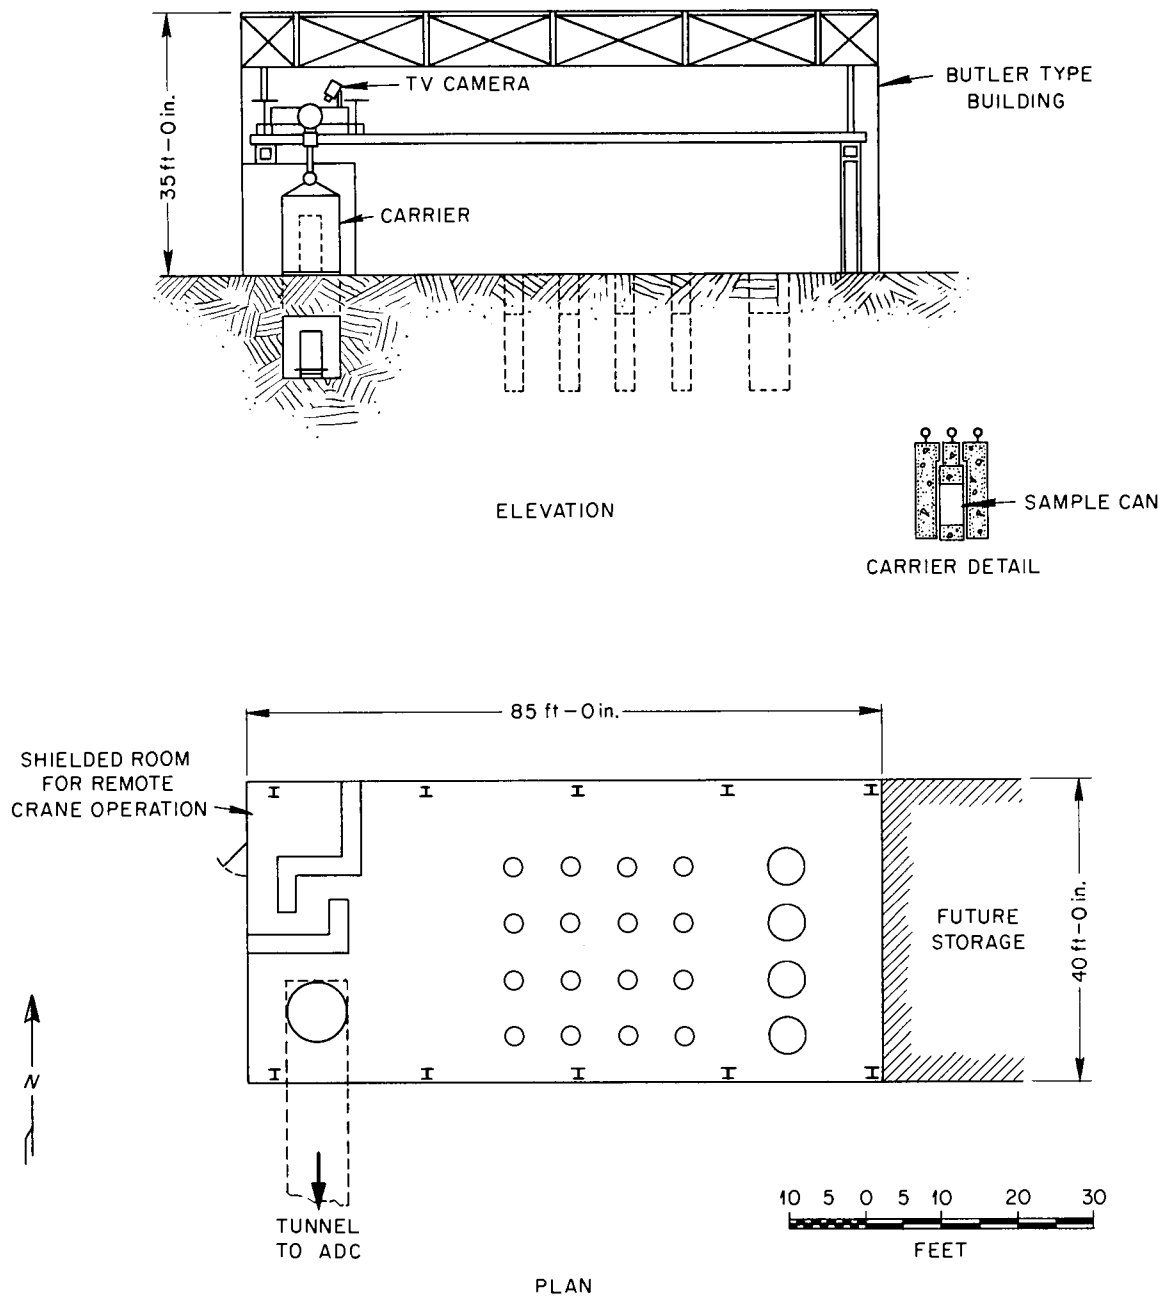 TV CAMERA
BUTLER TYPE
BUILDING
35 ft – 0 in.
CARRIER
ELEVATION
SAMPLE CAN
CARRIER DETAIL
85 ft – 0 in.
SHIELDED ROOM
FOR REMOTE
CRANE OPERATION
FUTURE
STORAGE
40 ft – 0 in.
N
TUNNEL
TO ADC
10 5 0 5 10 20 30
FEET
PLAN